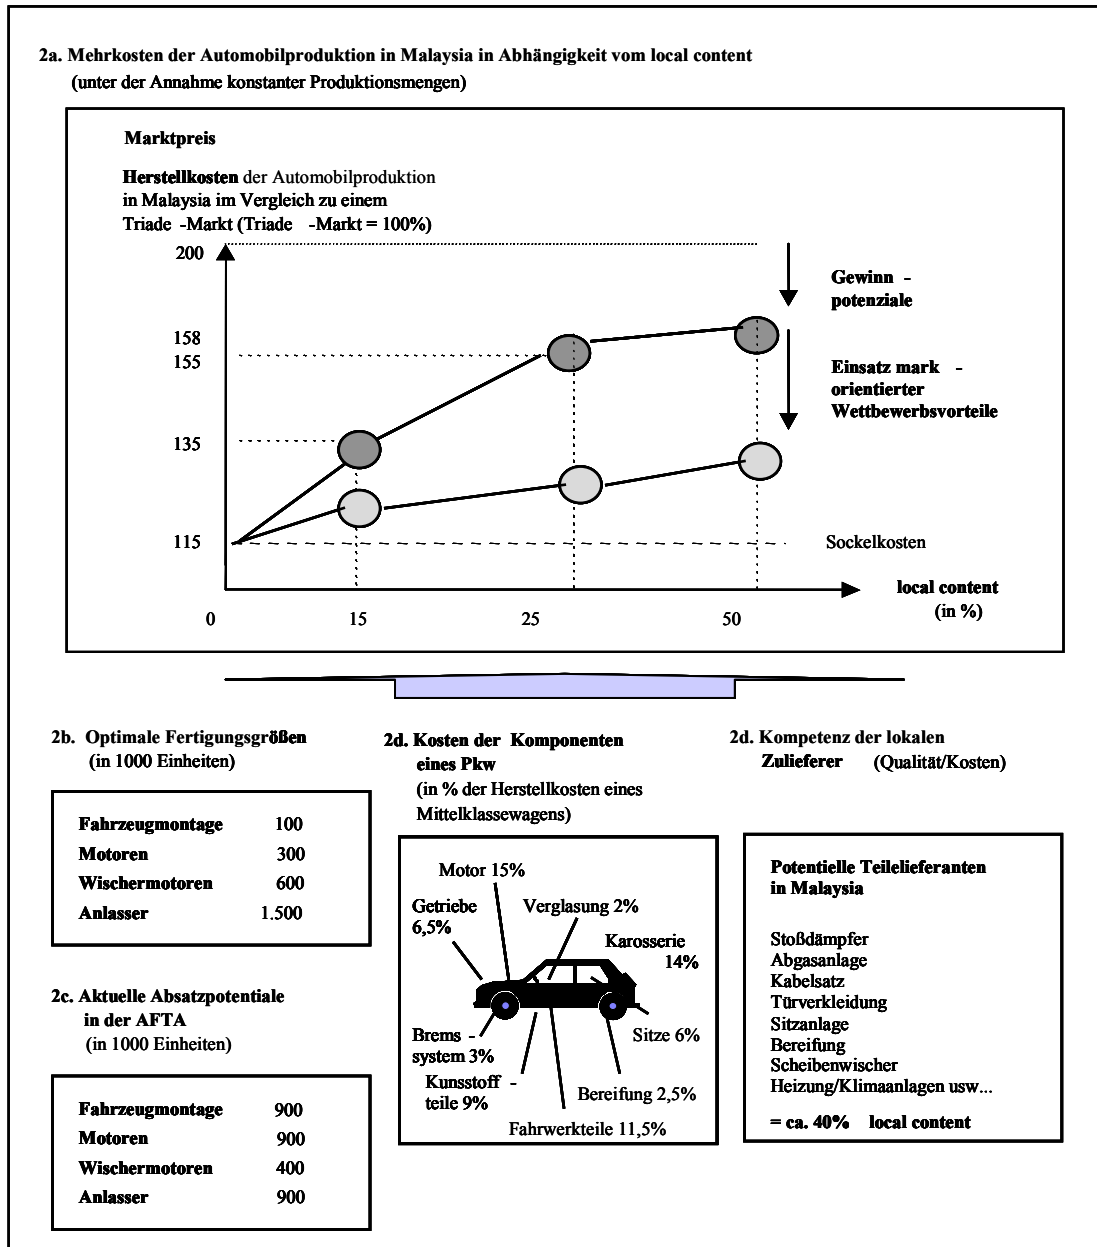 2a. Mehrkosten der Automobilproduktion in Malaysia in Abhängigkeit vom local content
(unter der Annahme konstanter Produktionsmengen)
Marktpreis
Herstellkosten der Automobilproduktion
in Malaysia im Vergleich zu einem
Triade -Markt (Triade -Markt = 100%)
200
158
155
135
115
Gewinn -
potenziale
Einsatz mark -
orientierter
Wettbewerbsvorteile
Sockelkosten
local content
(in %)
0 15 25 50
2b. Optimale Fertigungsgrößen
(in 1000 Einheiten)
Fahrzeugmontage 100
Motoren 300
Wischermotoren 600
Anlasser 1.500
2c. Aktuelle Absatzpotentiale
in der AFTA
(in 1000 Einheiten)
Fahrzeugmontage 900
Motoren 900
Wischermotoren 400
Anlasser 900
2d. Kosten der Komponenten
eines Pkw
(in % der Herstellkosten eines
Mittelklassewagens)
Motor 15%
Getriebe
6,5%
Verglasung 2%
Karosserie
14%
Brems -
system 3%
Sitze 6%
Kunsstoff -
teile 9%
Bereifung 2,5%
Fahrwerkteile 11,5%
2d. Kompetenz der lokalen
Zulieferer (Qualität/Kosten)
Potentielle Teilelieferanten
in Malaysia
Stoßdämpfer
Abgasanlage
Kabelsatz
Türverkleidung
Sitzanlage
Bereifung
Scheibenwischer
Heizung/Klimaanlagen usw...
= ca. 40% local content